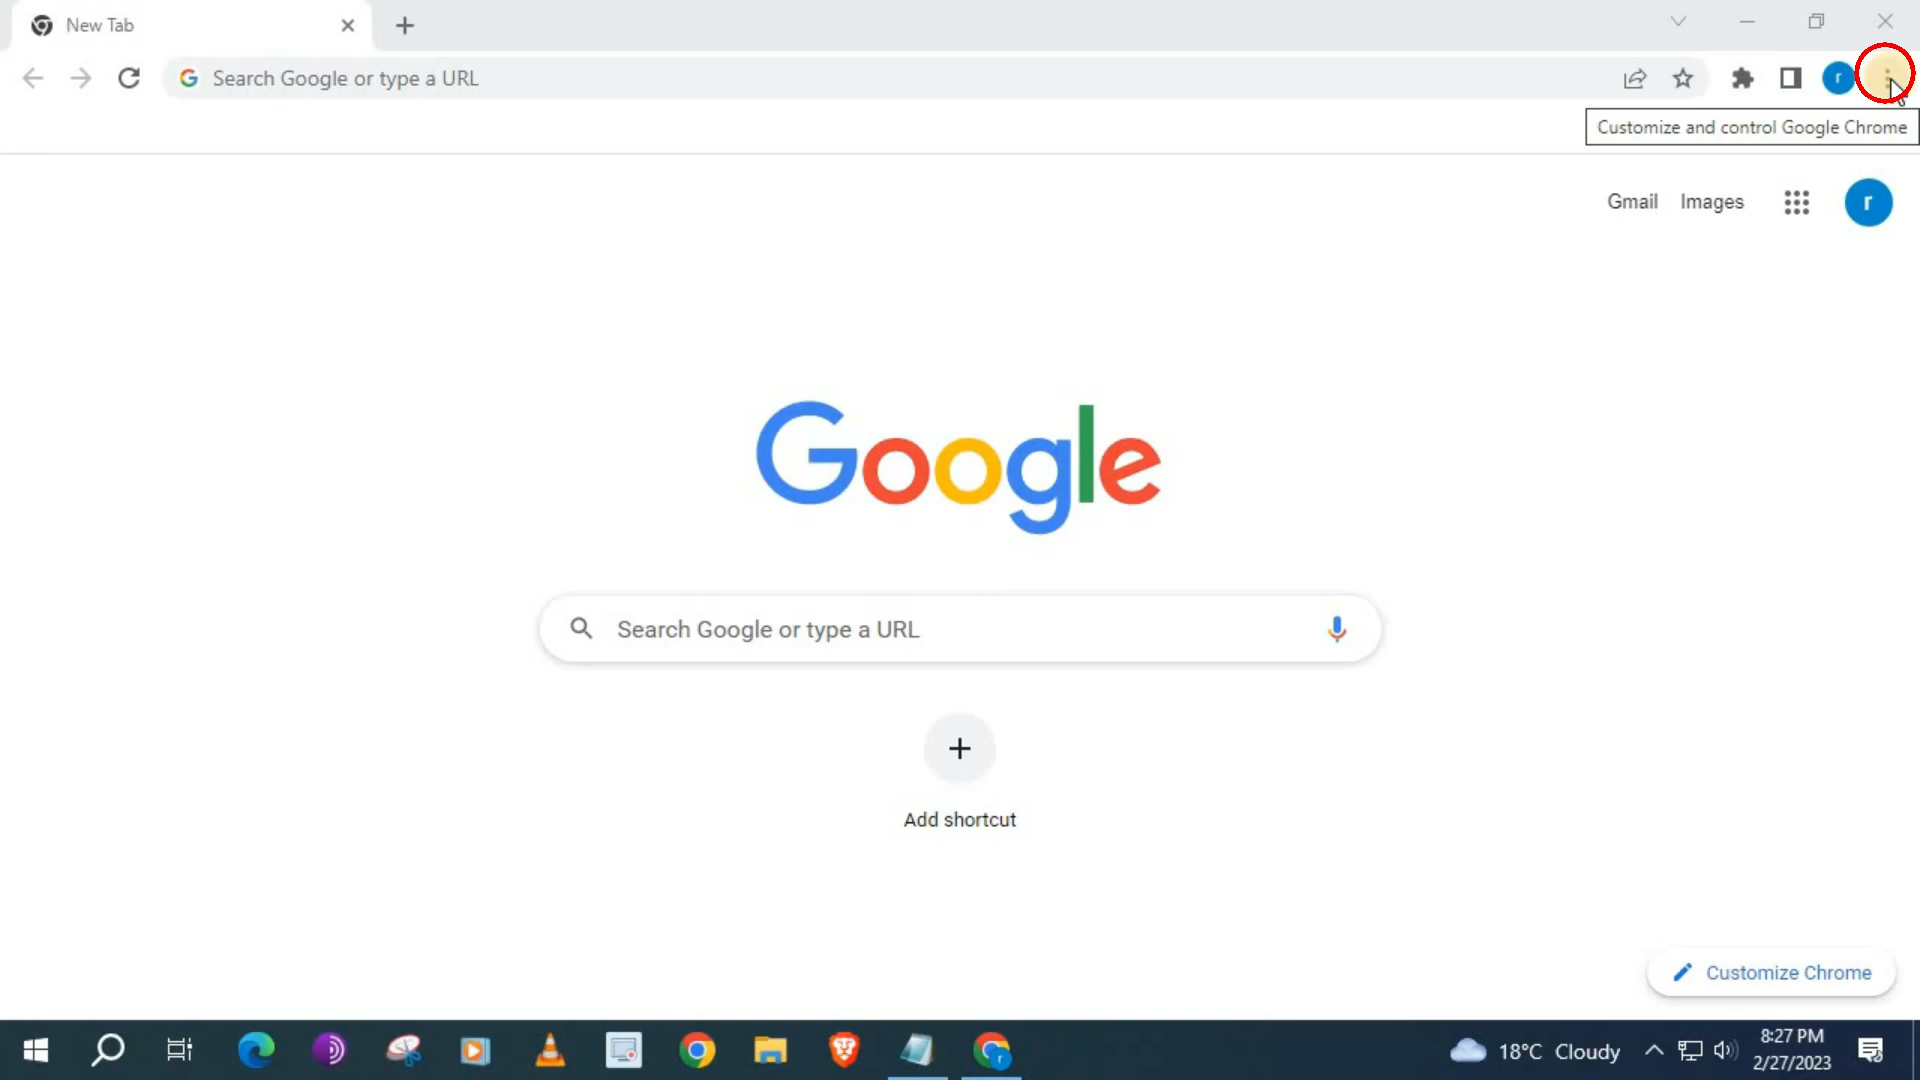 New Tab
Search Google or type a URL
r
Customize and control Google Chrome
Gmail Images
r
Google
Search Google or type a URL
Add shortcut
Customize Chrome
18°C Cloudy
8:27 PM
2/27/2023